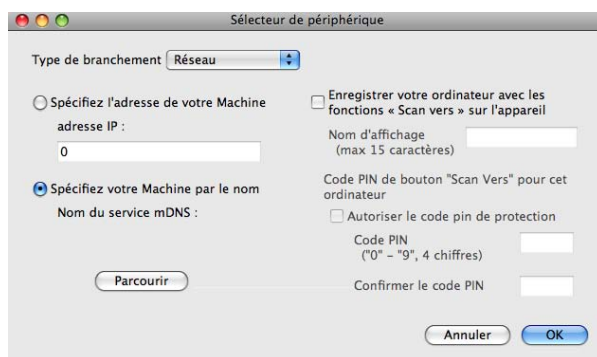 Sélecteur de périphérique
Type de branchement Réseau
Spécifiez l'adresse de votre Machine
adresse IP :
0
Spécifiez votre Machine par le nom
Nom du service mDNS :
Parcourir
Enregistrer votre ordinateur avec les
fonctions « Scan vers » sur l'appareil
Nom d'affichage
(max 15 caractères)
Code PIN de bouton "Scan Vers" pour cet
ordinateur
Autoriser le code pin de protection
Code PIN
("0" – "9", 4 chiffres)
Confirmer le code PIN
Annuler
OK